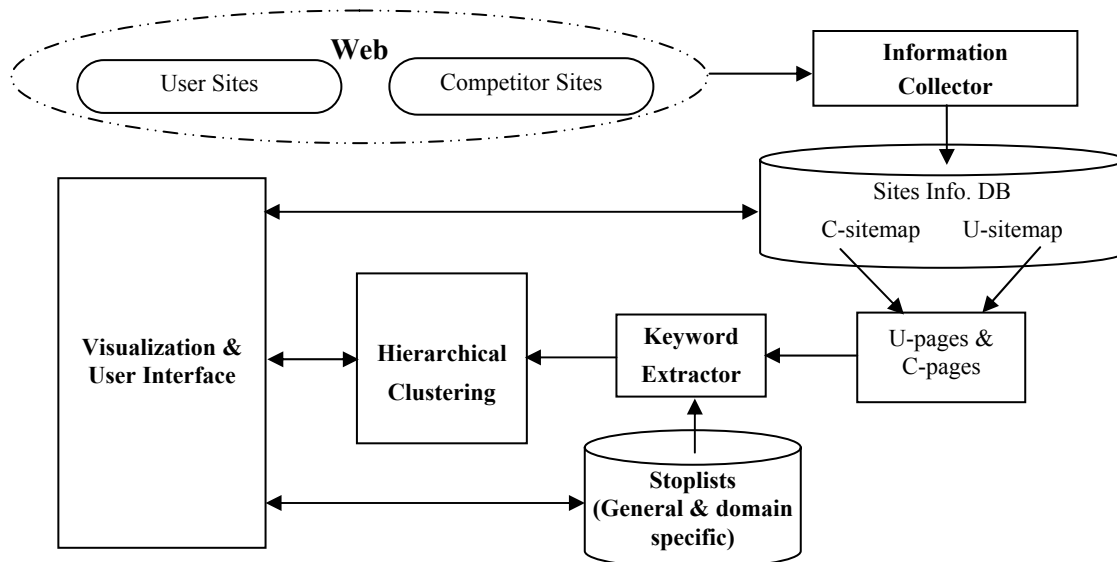 Web
User Sites
Competitor Sites
Information
Collector
Sites Info. DB
C-sitemap
U-sitemap
U-pages &
C-pages
Keyword
Extractor
Hierarchical
Clustering
Visualization &
User Interface
Stoplists
(General & domain
specific)